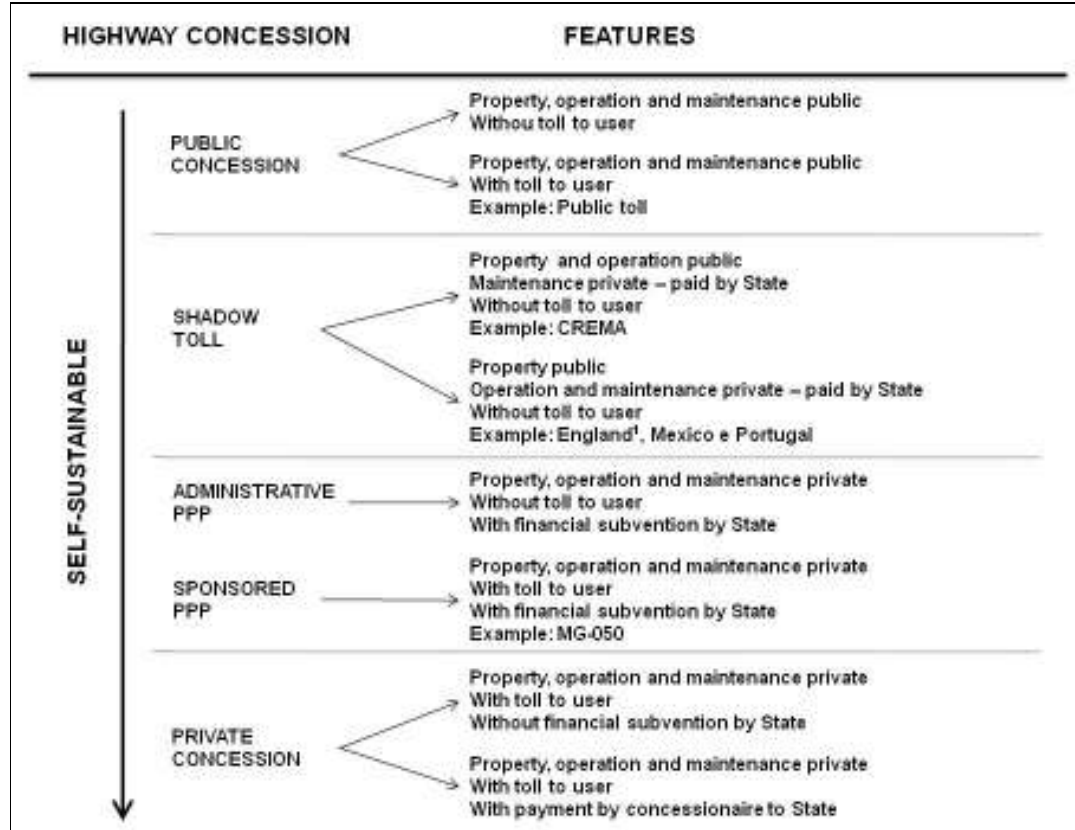 HIGHWAY CONCESSION
FEATURES
SELF-SUSTAINABLE
PUBLIC
CONCESSION
Property, operation and maintenance public
Withou toll to user
Property, operation and maintenance public
With toll to user
Example: Public toll
SHADOW
TOLL
Property and operation public
Maintenance private – paid by State
Without toll to user
Example: CREMA
Property public
Operation and maintenance private – paid by State
Without toll to user
Example: England¹, Mexico e Portugal
ADMINISTRATIVE
PPP
Property, operation and maintenance private
Without toll to user
With financial subvention by State
SPONSORED
PPP
Property, operation and maintenance private
With toll to user
With financial subvention by State
Example: MG-050
PRIVATE
CONCESSION
Property, operation and maintenance private
With toll to user
Without financial subvention by State
Property, operation and maintenance private
With toll to user
With payment by concessionaire to State